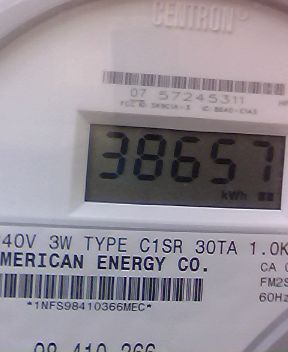 CENTRON®
07 57245311
38657
kWh
40V 3W TYPE C1SR 30TA 1.0K
MERICAN ENERGY CO.
CA
FM2S
60Hz
*1NFS98410366MEC*
98 410 366